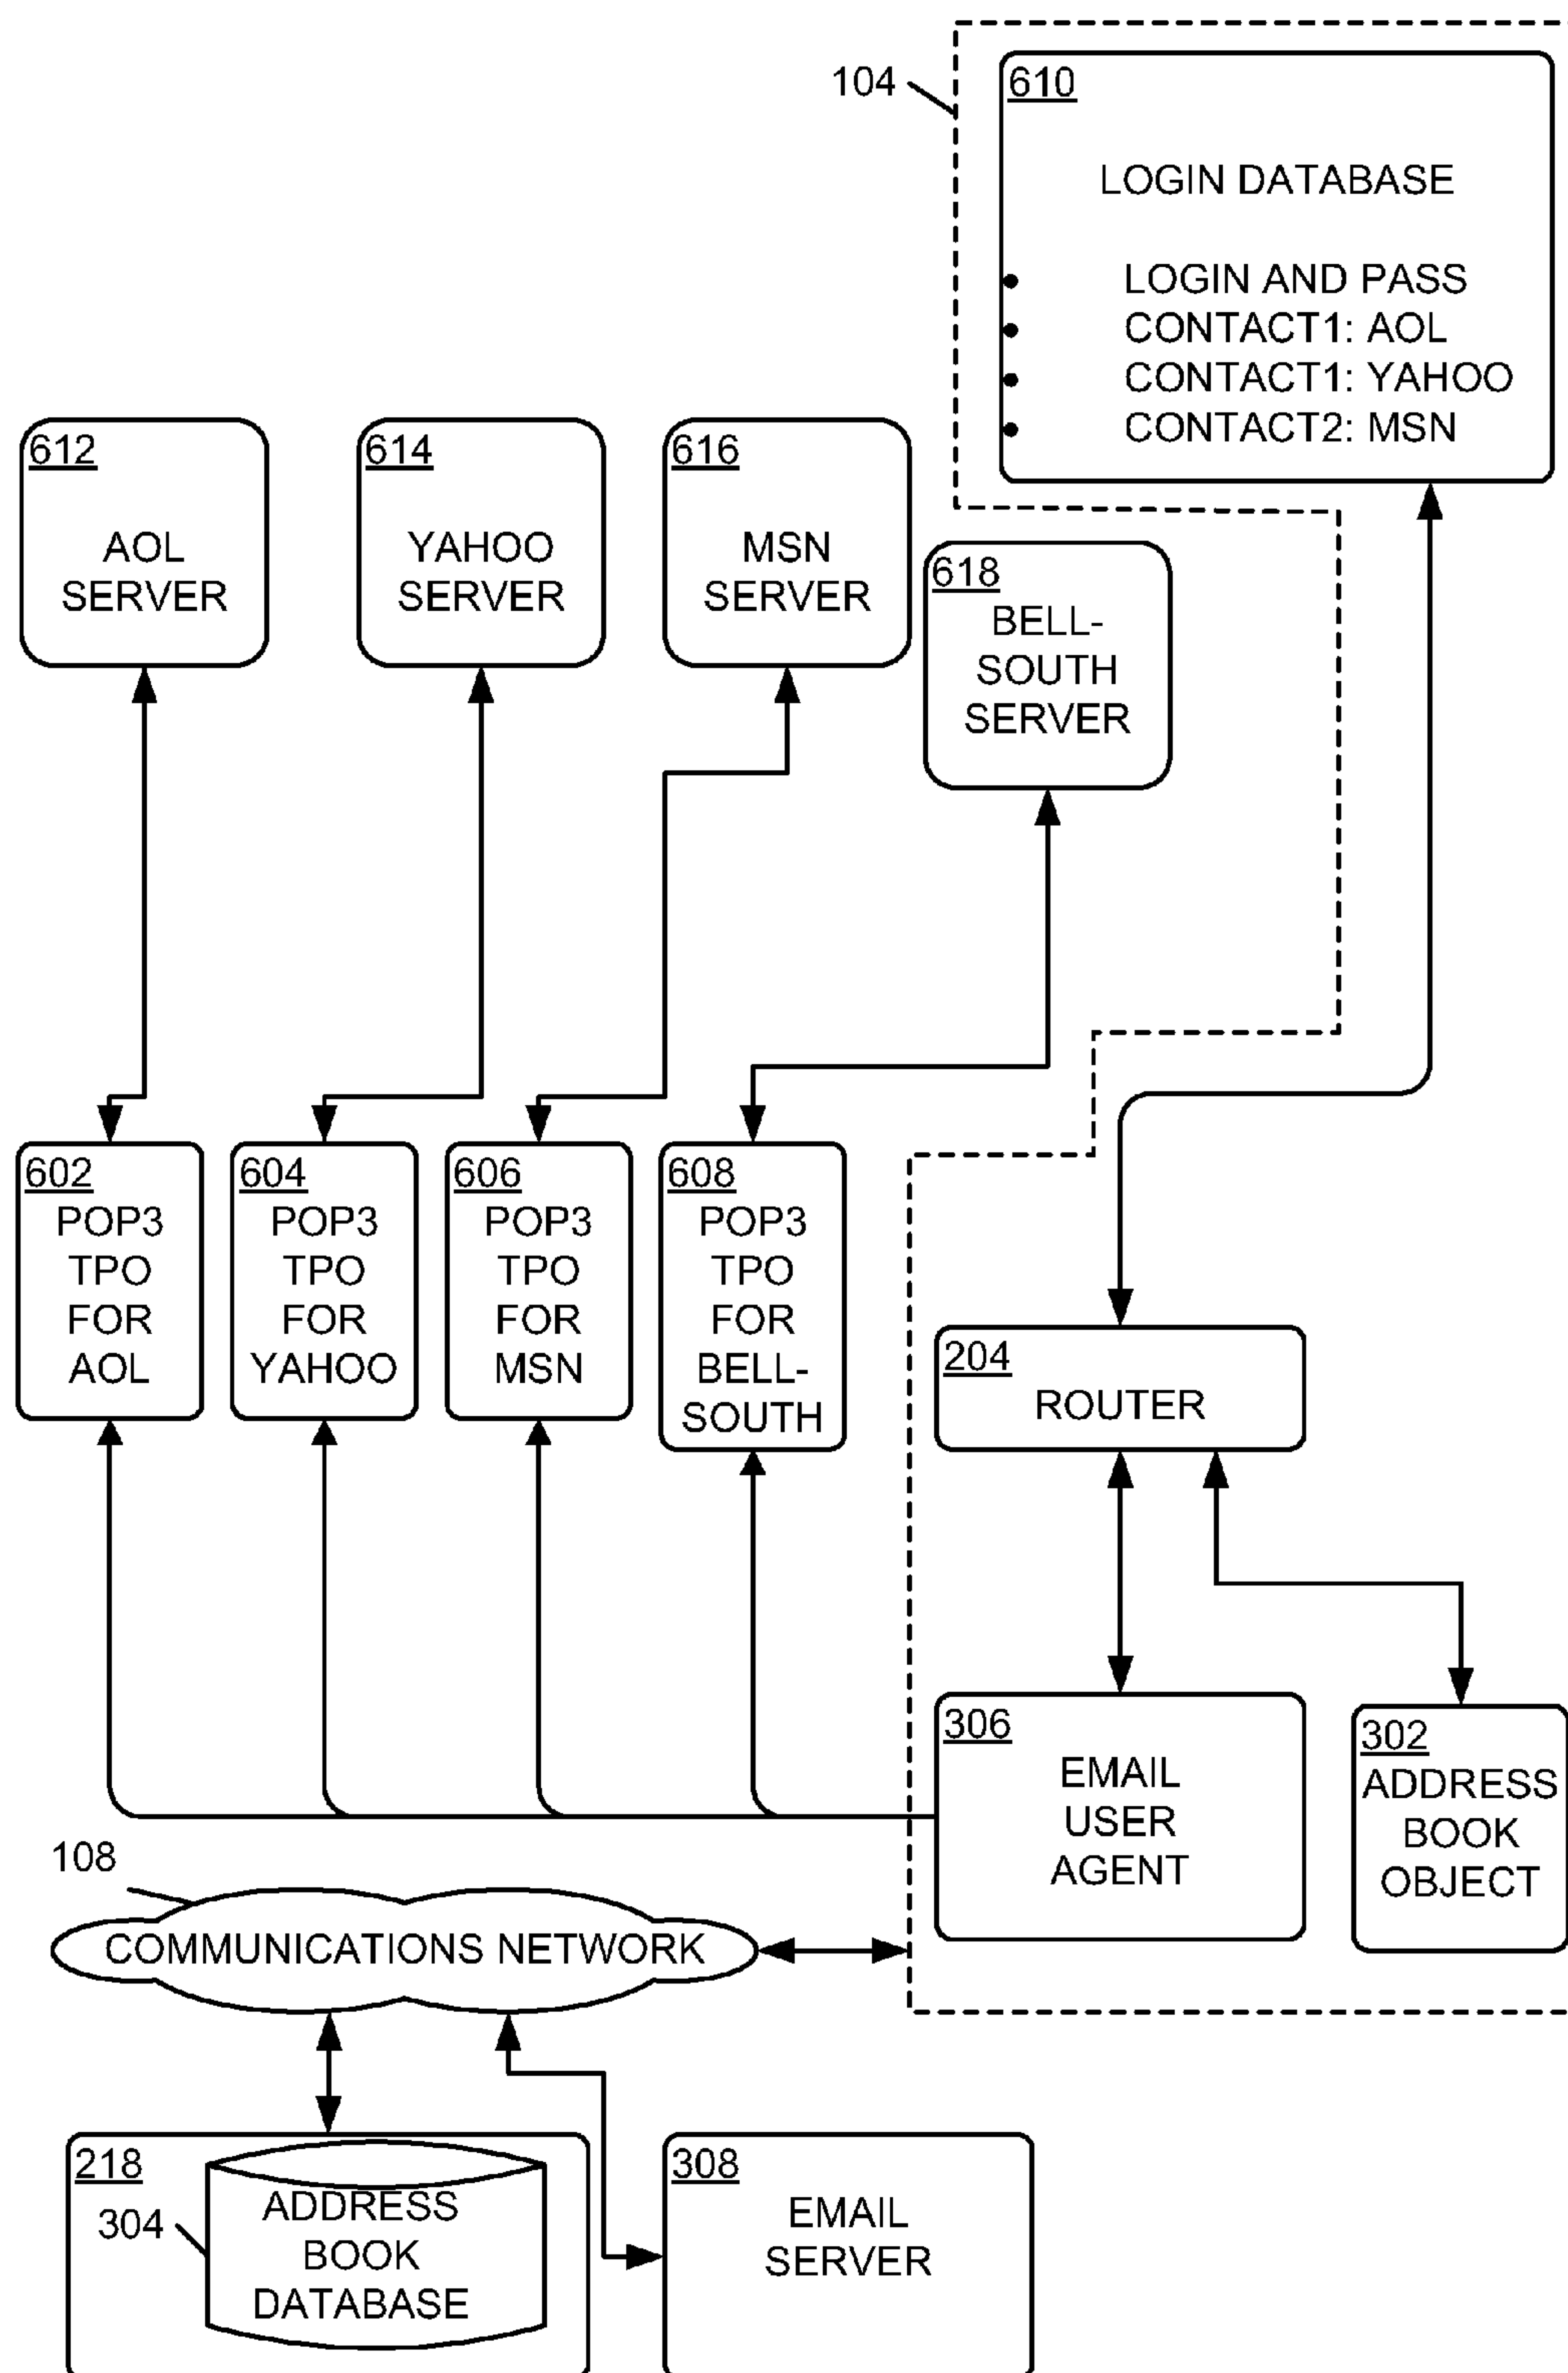 104
610
LOGIN DATABASE
• LOGIN AND PASS
• CONTACT1: AOL
• CONTACT1: YAHOO
• CONTACT2: MSN
612
AOL
SERVER
614
YAHOO
SERVER
616
MSN
SERVER
618
BELL-
SOUTH
SERVER
602
POP3
TPO
FOR
AOL
604
POP3
TPO
FOR
YAHOO
606
POP3
TPO
FOR
MSN
608
POP3
TPO
FOR
BELL-
SOUTH
204
ROUTER
306
EMAIL
USER
AGENT
302
ADDRESS
BOOK
OBJECT
108
COMMUNICATIONS NETWORK
218
304
ADDRESS
BOOK
DATABASE
308
EMAIL
SERVER